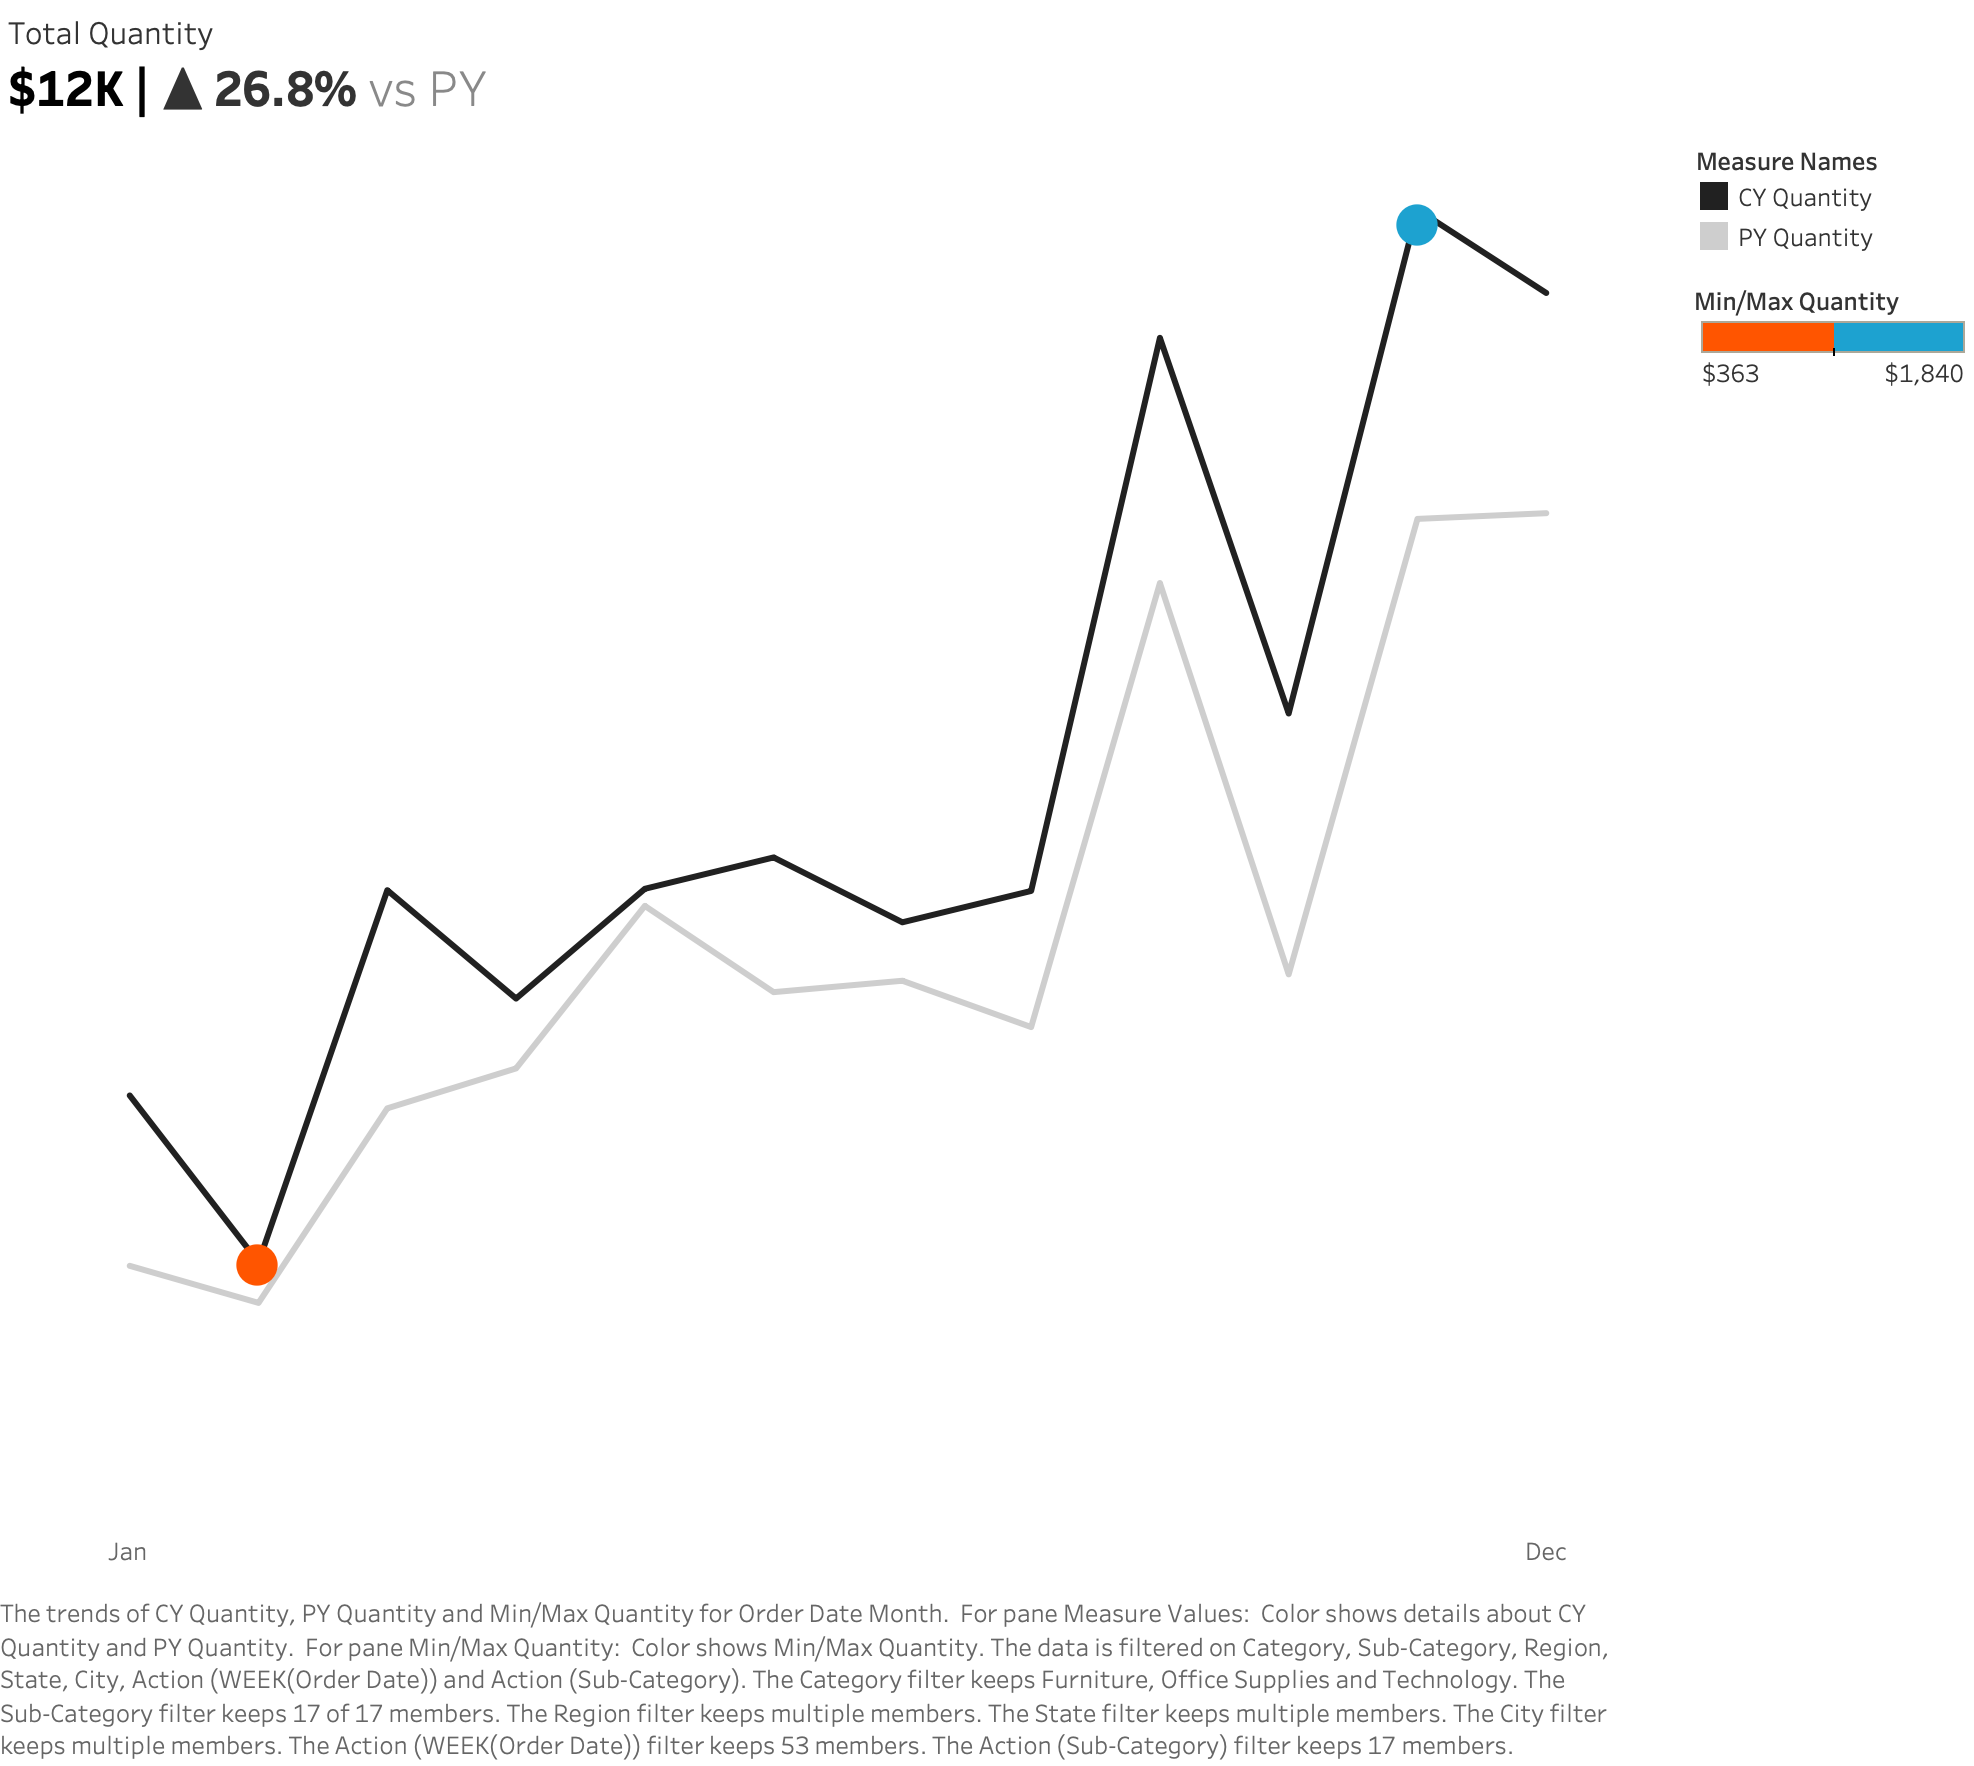 Total Quantity
$12K | ▲ 26.8% vs PY
Measure Names
CY Quantity
PY Quantity
Min/Max Quantity
$363 $1,840
Jan Dec
The trends of CY Quantity, PY Quantity and Min/Max Quantity for Order Date Month.  For pane Measure Values:  Color shows details about CY
Quantity and PY Quantity.  For pane Min/Max Quantity:  Color shows Min/Max Quantity. The data is filtered on Category, Sub-Category, Region,
State, City, Action (WEEK(Order Date)) and Action (Sub-Category). The Category filter keeps Furniture, Office Supplies and Technology. The
Sub-Category filter keeps 17 of 17 members. The Region filter keeps multiple members. The State filter keeps multiple members. The City filter
keeps multiple members. The Action (WEEK(Order Date)) filter keeps 53 members. The Action (Sub-Category) filter keeps 17 members.